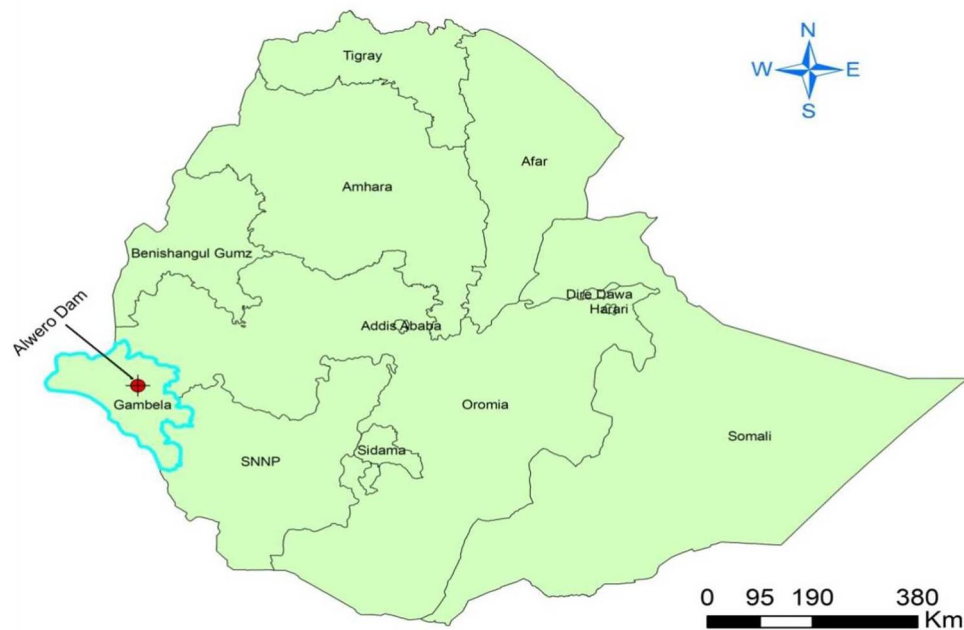 N
Tigray
W E
S
Afar
Amhara
Benishangul Gumz
Dire Dawa
Harari
Addis Ababa
Alwero Dam
Gambela
Oromia
Somali
Sidama
SNNP
0 95 190 380
Km